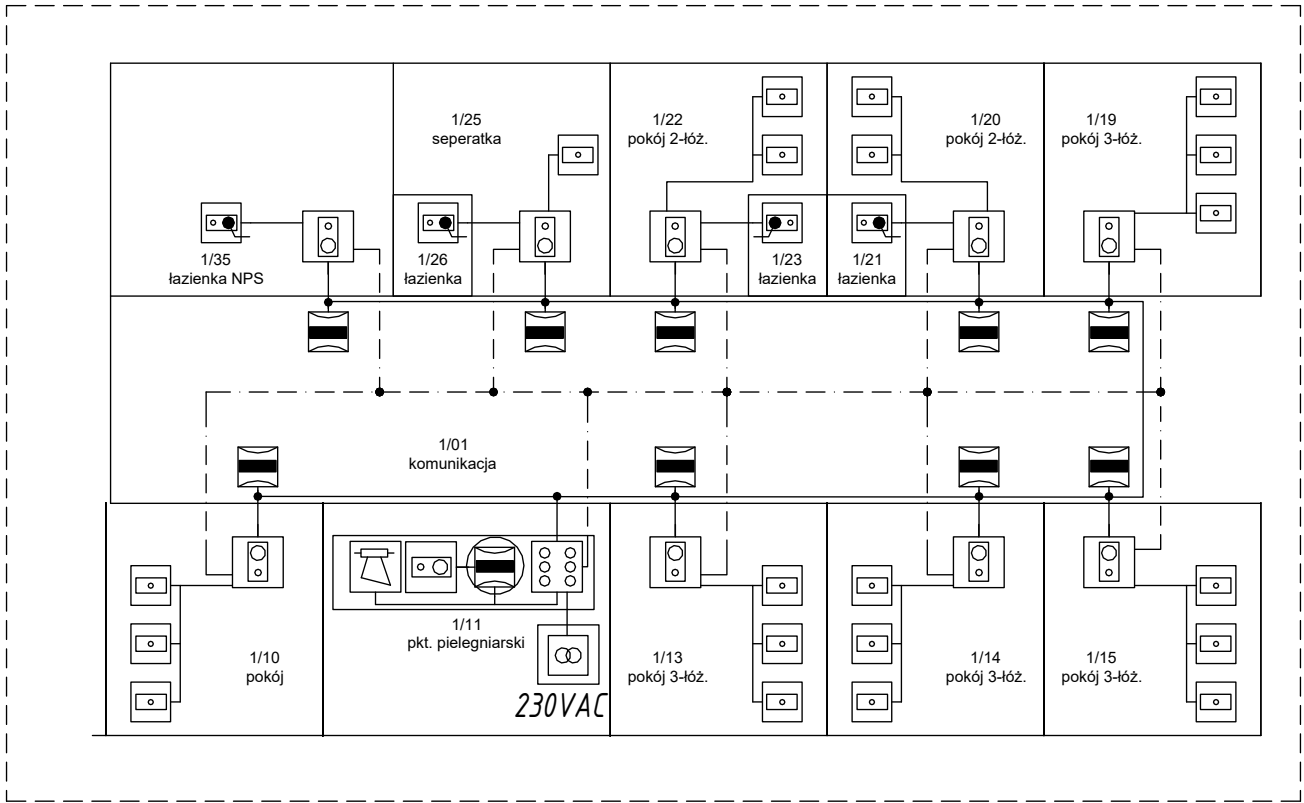 1/25
seperatka
1/22
pokój 2-łóż.
1/20
pokój 2-łóż.
1/19
pokój 3-łóż.
1/35
łazienka NPS
1/26
łazienka
1/23
łazienka
1/21
łazienka
1/01
komunikacja
1/10
pokój
1/11
pkt. pielegniarski
230VAC
1/13
pokój 3-łóż.
1/14
pokój 3-łóż.
1/15
pokój 3-łóż.